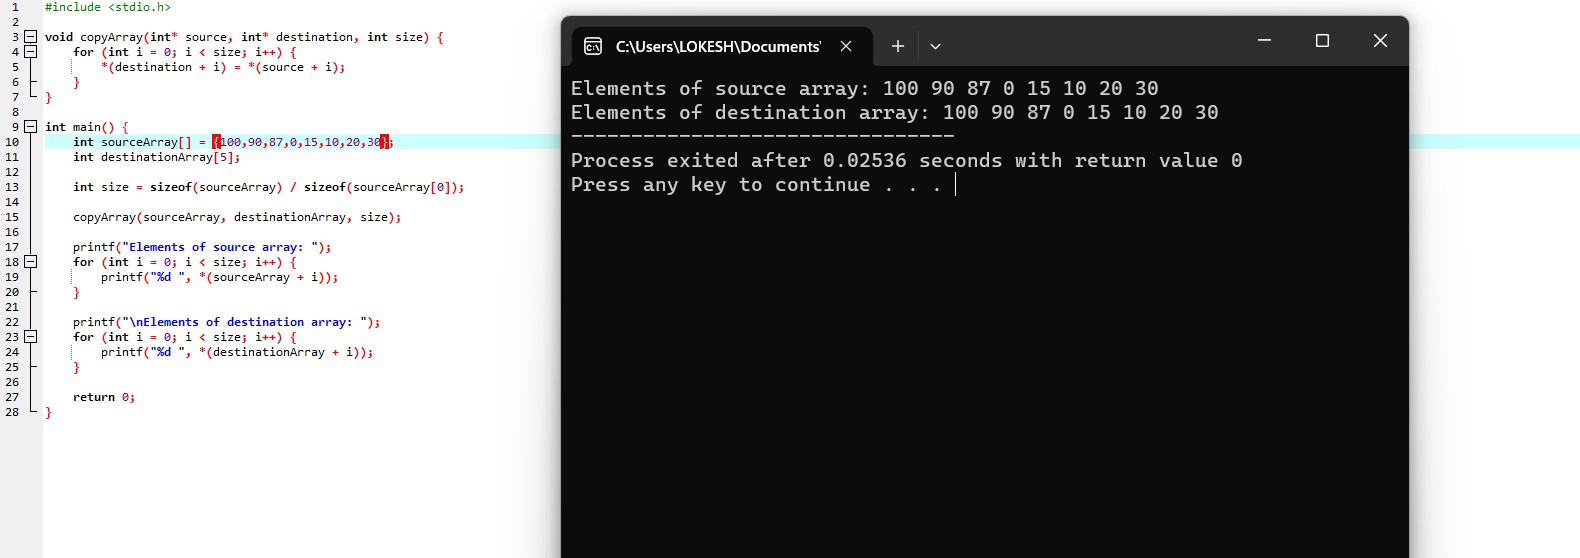 1 #include <stdio.h>
2
3 void copyArray(int* source, int* destination, int size) {
4     for (int i = 0; i < size; i++) {
5         *(destination + i) = *(source + i);
6     }
7 }
8
9 int main() {
10     int sourceArray[] = {100,90,87,0,15,10,20,30};
11     int destinationArray[5];
12
13     int size = sizeof(sourceArray) / sizeof(sourceArray[0]);
14
15     copyArray(sourceArray, destinationArray, size);
16
17     printf("Elements of source array: ");
18     for (int i = 0; i < size; i++) {
19         printf("%d ", *(sourceArray + i));
20     }
21
22     printf("\nElements of destination array: ");
23     for (int i = 0; i < size; i++) {
24         printf("%d ", *(destinationArray + i));
25     }
26
27     return 0;
28 }
C:\Users\LOKESH\Documents'
Elements of source array: 100 90 87 0 15 10 20 30
Elements of destination array: 100 90 87 0 15 10 20 30
--------------------------------
Process exited after 0.02536 seconds with return value 0
Press any key to continue . . .